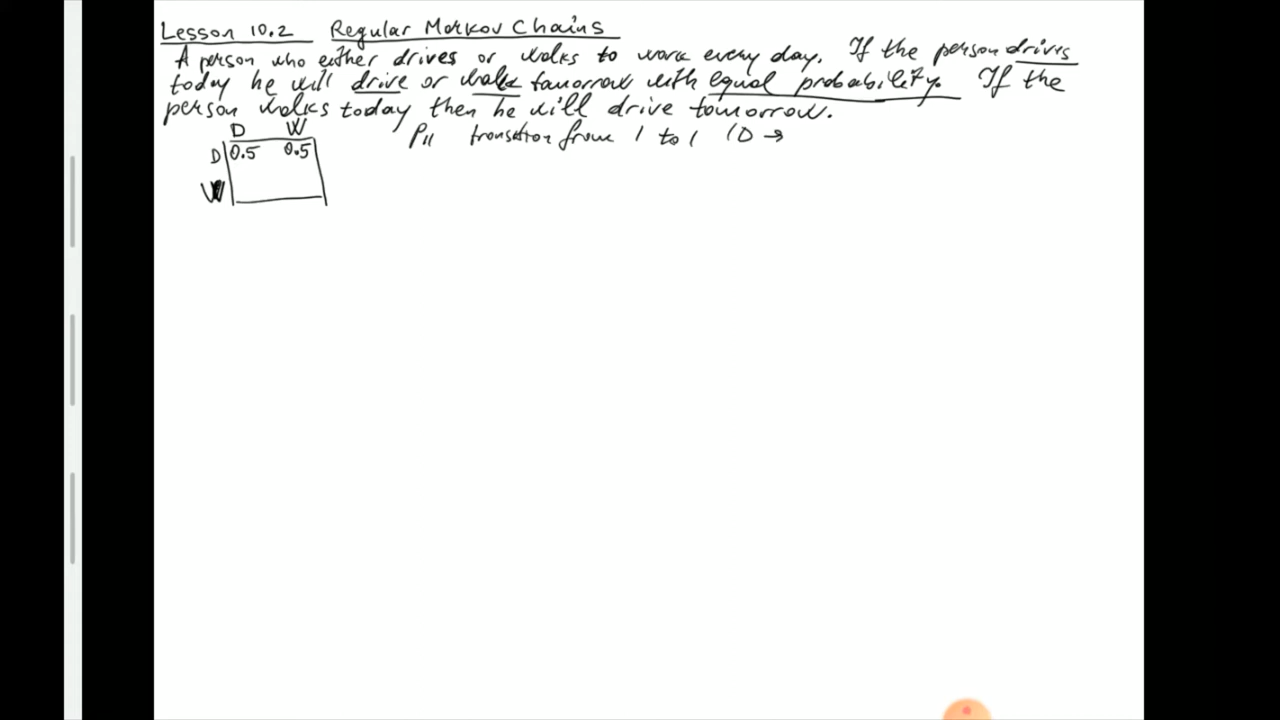 Lesson 10.2 Regular Markov Chains
A person who either drives or walks to work every day. If the person drives
today he will drive or walk tomorrow with equal probability. If the
person walks today then he will drive tomorrow.
D W
P11 transition from 1 to 1 (D →
D 0.5 0.5
W